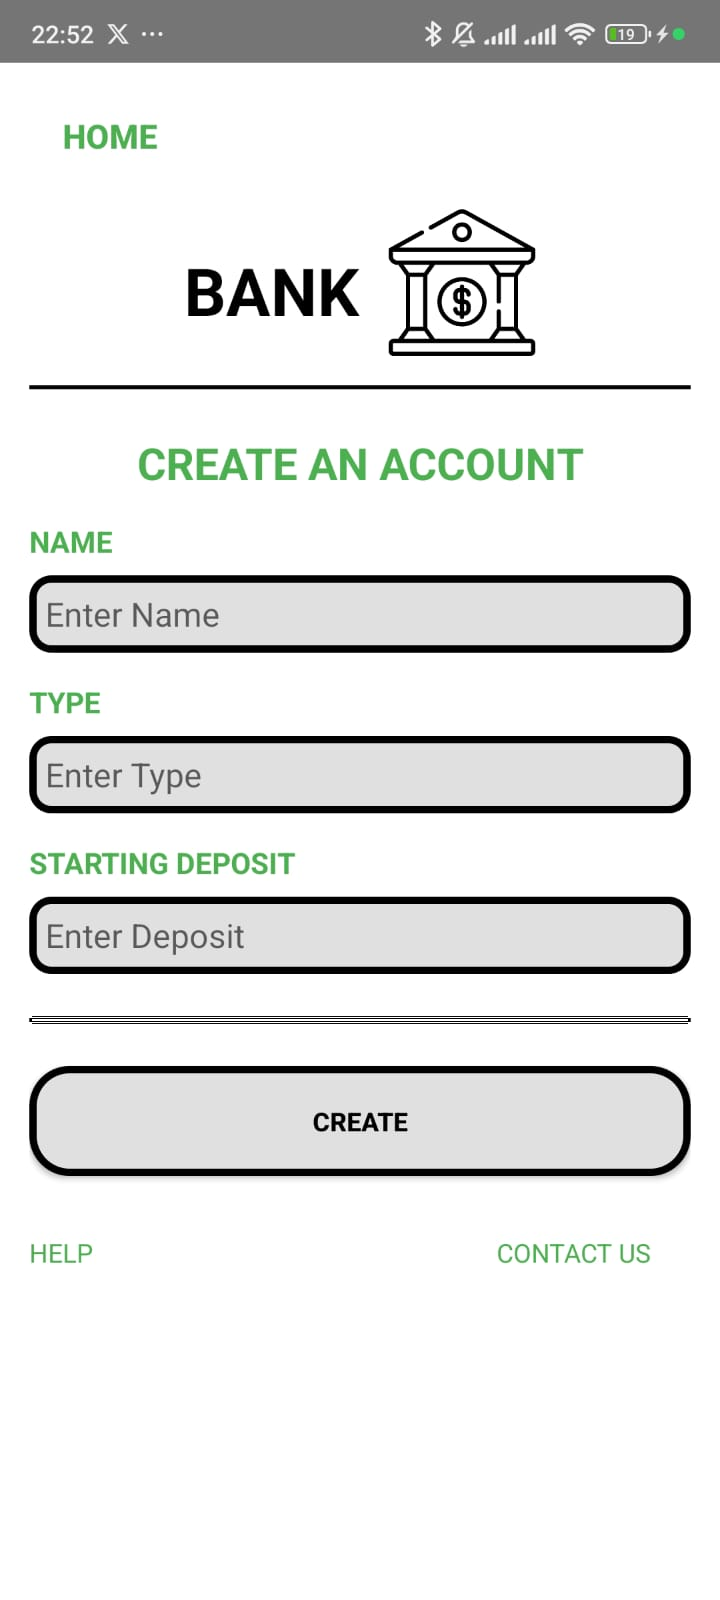 22:52 X ... 19
HOME
BANK
$
CREATE AN ACCOUNT
NAME
Enter Name
TYPE
Enter Type
STARTING DEPOSIT
Enter Deposit
CREATE
HELP CONTACT US